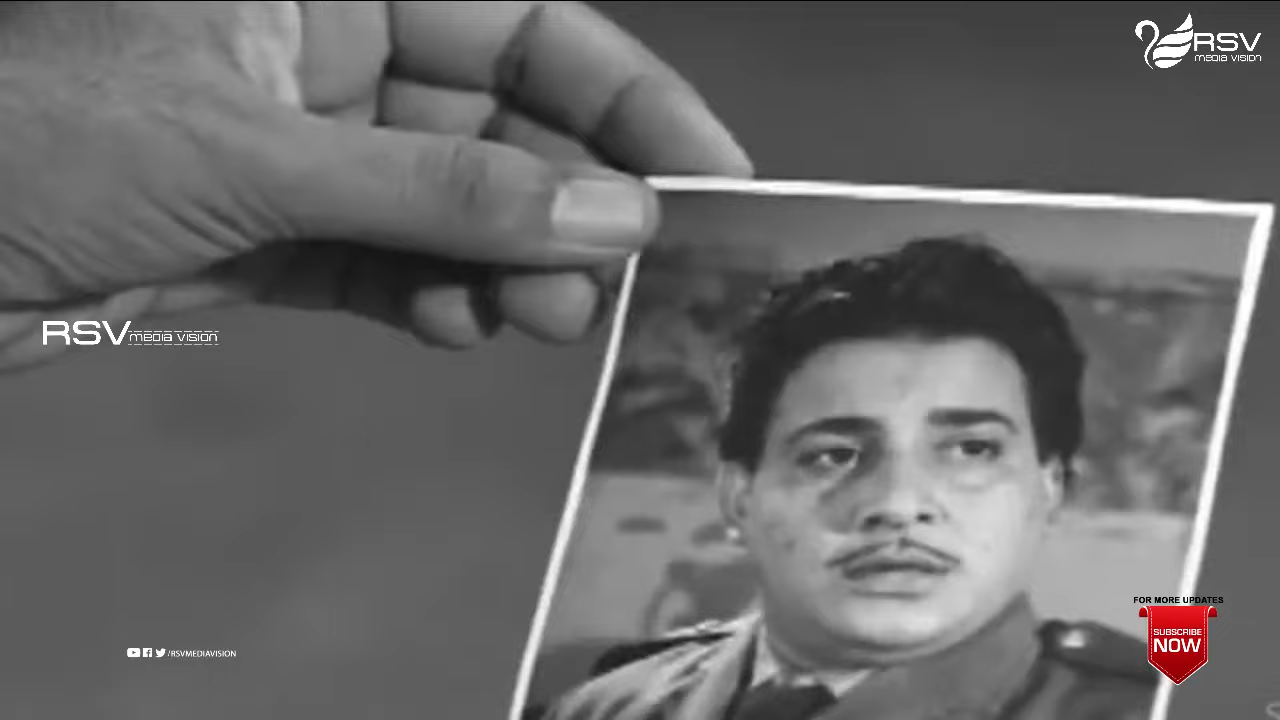 RSV
media vision
RSV media vision
FOR MORE UPDATES
SUBSCRIBE
NOW
/RSVMEDIAVISION